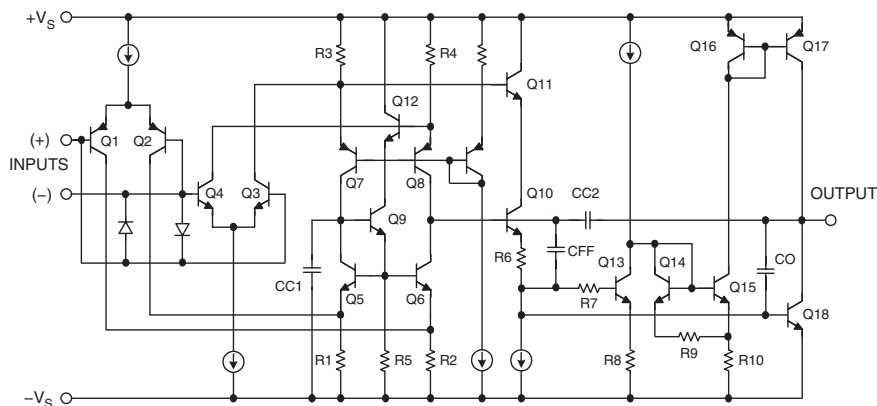 +VS
R3
R4
Q16
Q17
Q12
Q11
(+)
Q1
Q2
INPUTS
(−)
Q4
Q3
Q7
Q8
Q10
CC2
OUTPUT
Q9
R6
CFF
Q13
Q14
Q15
CO
CC1
Q5
Q6
R7
Q18
R9
R1
R5
R2
R8
R10
−VS